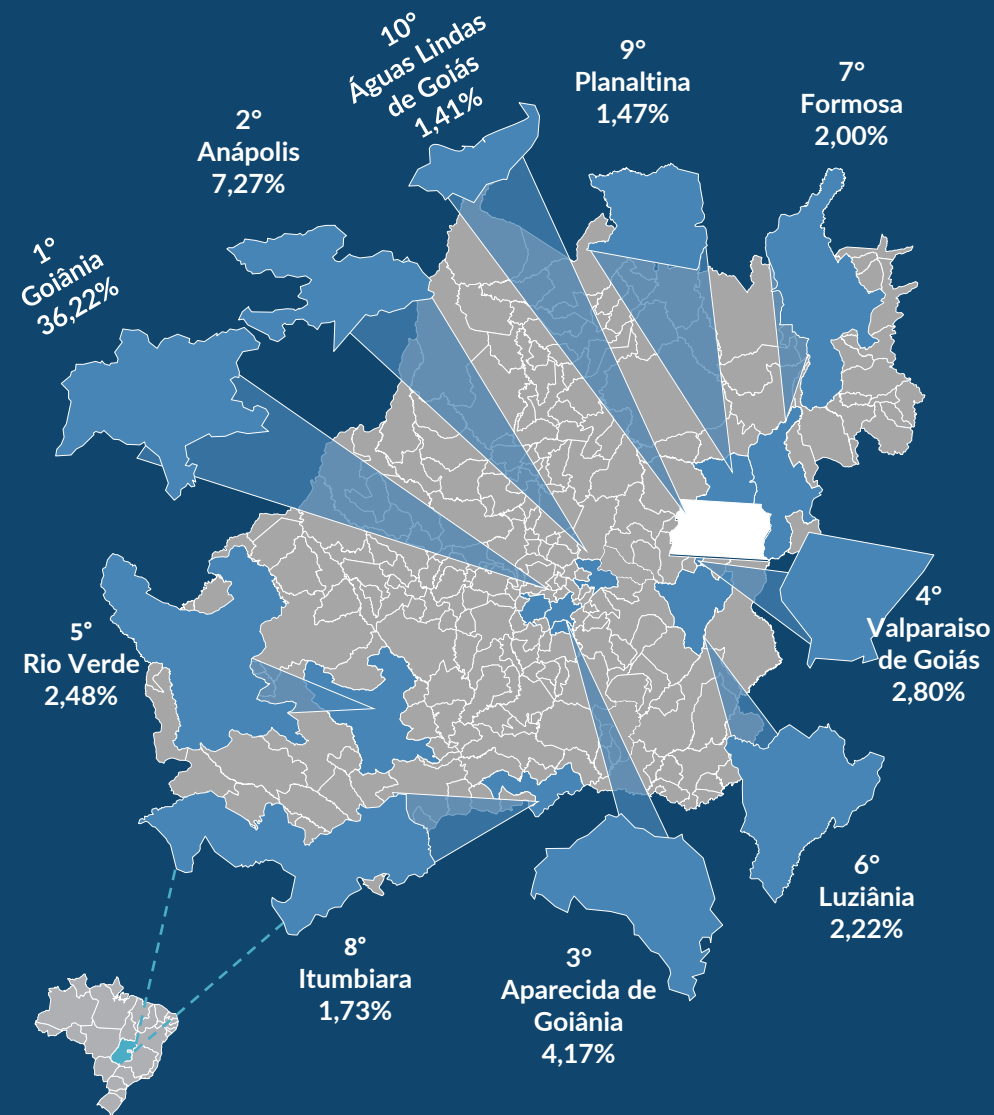 10°
Águas Lindas
de Goiás
1,41%
9°
Planaltina
1,47%
7°
Formosa
2,00%
2°
Anápolis
7,27%
1°
Goiânia
36,22%
5°
Rio Verde
2,48%
4°
Valparaiso
de Goiás
2,80%
6°
Luziânia
2,22%
8°
Itumbiara
1,73%
3°
Aparecida de
Goiânia
4,17%